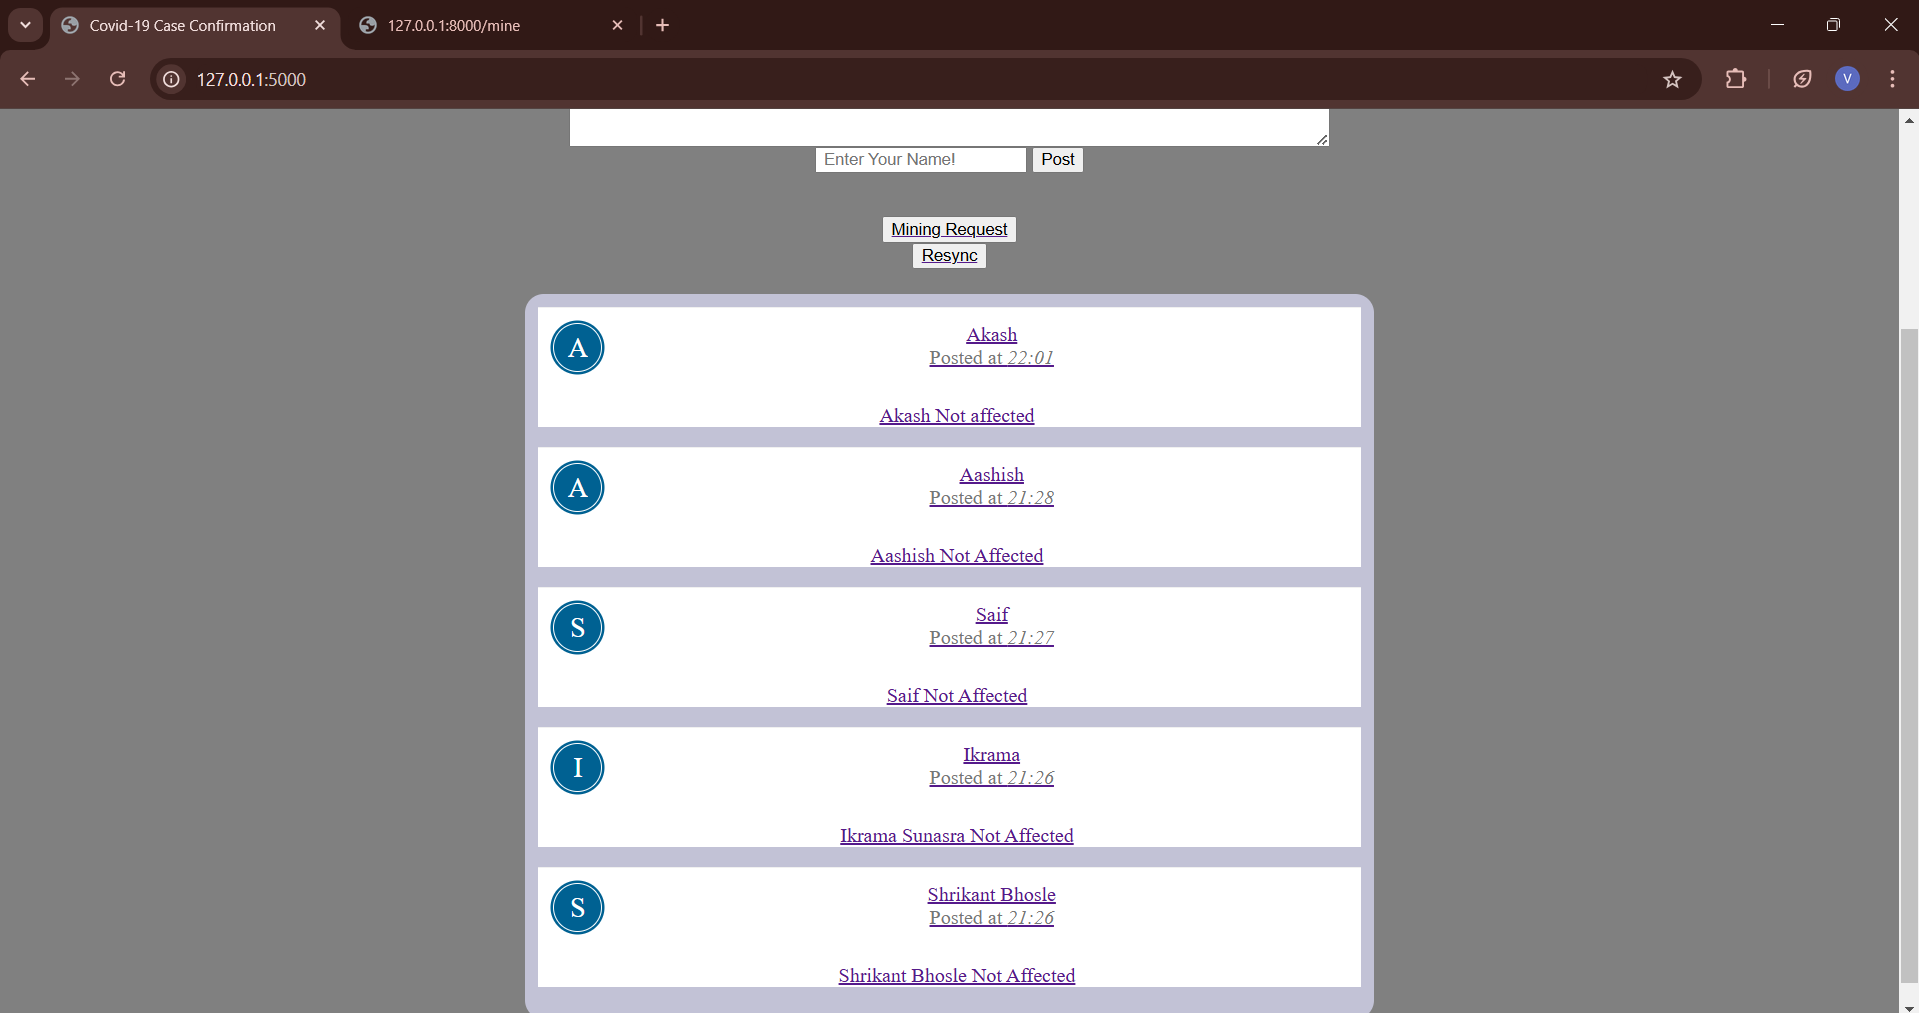 Covid-19 Case Confirmation
127.0.0.1:8000/mine
127.0.0.1:5000
V
Enter Your Name!
Post
Mining Request
Resync
A
Akash
Posted at 22:01
Akash Not affected
A
Aashish
Posted at 21:28
Aashish Not Affected
S
Saif
Posted at 21:27
Saif Not Affected
I
Ikrama
Posted at 21:26
Ikrama Sunasra Not Affected
S
Shrikant Bhosle
Posted at 21:26
Shrikant Bhosle Not Affected